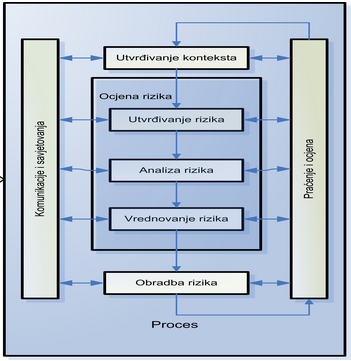 Utvrđivanje konteksta
Ocjena rizika
Utvrđivanje rizika
Analiza rizika
Vrednovanje rizika
Obradba rizika
Komunikacije i savjetovanja
Praćenje i ocjena
Proces